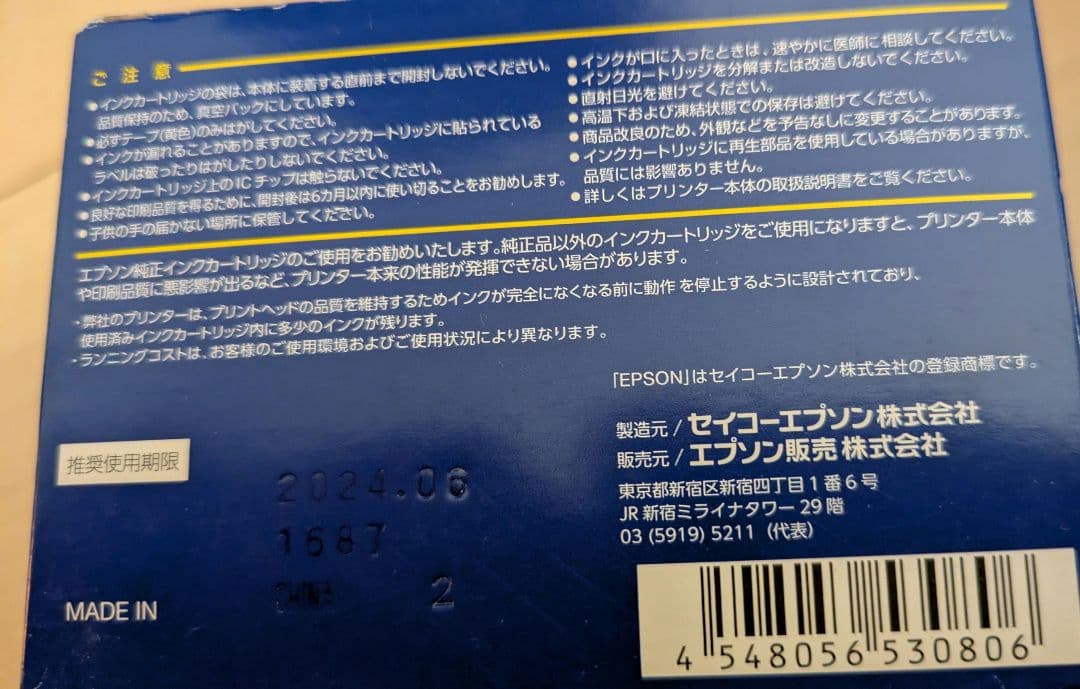 ご注意
●インクカートリッジの袋は、本体に装着する直前まで開封しないでください。
品質保持のため、真空パックにしています。
●必ずテープ(黄色)のみはがしてください。
●インクが漏れることがありますので、インクカートリッジに貼られている
ラベルは破ったりはがしたりしないでください。
●インクカートリッジ上のICチップは触らないでください。
●良好な印刷品質を得るために、開封後は6カ月以内に使い切ることをお勧めします。
●子供の手の届かない場所に保管してください。
●インクが口に入ったときは、速やかに医師に相談してください。
●インクカートリッジを分解または改造しないでください。
●直射日光を避けてください。
●高温下および凍結状態での保存は避けてください。
●商品改良のため、外観などを予告なしに変更することがあります。
●インクカートリッジに再生部品を使用している場合がありますが、
品質には影響ありません。
●詳しくはプリンター本体の取扱説明書をご覧ください。
エプソン純正インクカートリッジのご使用をお勧めいたします。純正品以外のインクカートリッジをご使用になりますと、プリンター本体
や印刷品質に悪影響が出るなど、プリンター本来の性能が発揮できない場合があります。
・弊社のプリンターは、プリントヘッドの品質を維持するためインクが完全になくなる前に動作を停止するように設計されており、
使用済みインクカートリッジ内に多少のインクが残ります。
・ランニングコストは、お客様のご使用環境およびご使用状況により異なります。
「EPSON」はセイコーエプソン株式会社の登録商標です。
製造元/セイコーエプソン株式会社
販売元/エプソン販売株式会社
東京都新宿区新宿四丁目1番6号
JR新宿ミライナタワー29階
03 (5919) 5211 (代表)
推奨使用期限
2024.06
1687
MADE IN CHINA 2
4 548056 530806